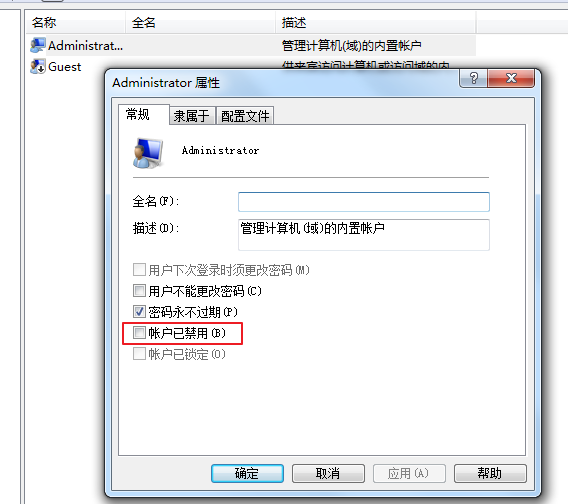 名称 全名 描述
Administrat... 管理计算机(域)的内置帐户
Guest 供来宾访问计算机或访问域的内
Administrator 属性
常规 隶属于 配置文件
Administrator
全名(F):
描述(D): 管理计算机(域)的内置帐户
用户下次登录时须更改密码(M)
用户不能更改密码(C)
密码永不过期(P)
帐户已禁用(B)
帐户已锁定(O)
确定 取消 应用(A) 帮助